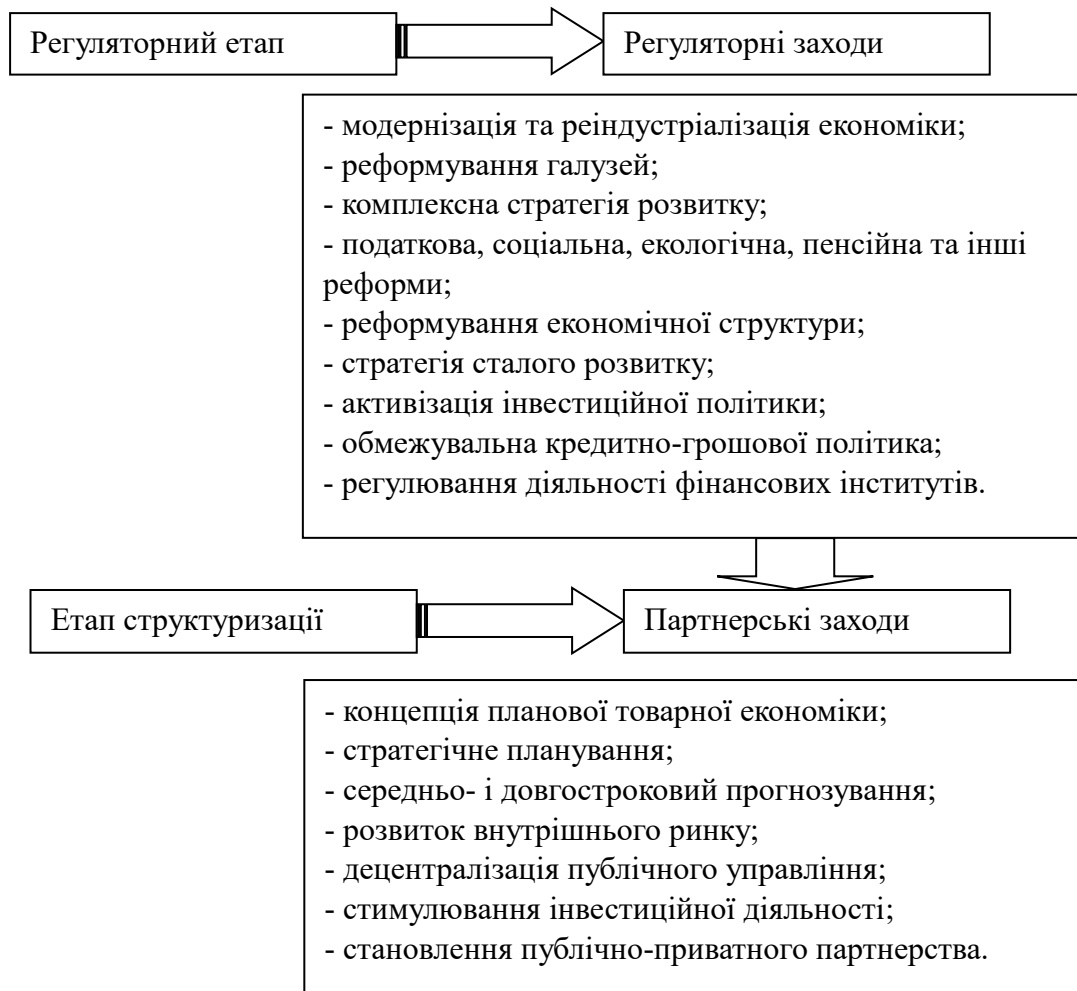 Регуляторний етап
Регуляторні заходи
- модернізація та реіндустріалізація економіки;
- реформування галузей;
- комплексна стратегія розвитку;
- податкова, соціальна, екологічна, пенсійна та інші
реформи;
- реформування економічної структури;
- стратегія сталого розвитку;
- активізація інвестиційної політики;
- обмежувальна кредитно-грошової політика;
- регулювання діяльності фінансових інститутів.
Етап структуризації
Партнерські заходи
- концепція планової товарної економіки;
- стратегічне планування;
- середньо- і довгостроковий прогнозування;
- розвиток внутрішнього ринку;
- децентралізація публічного управління;
- стимулювання інвестиційної діяльності;
- становлення публічно-приватного партнерства.